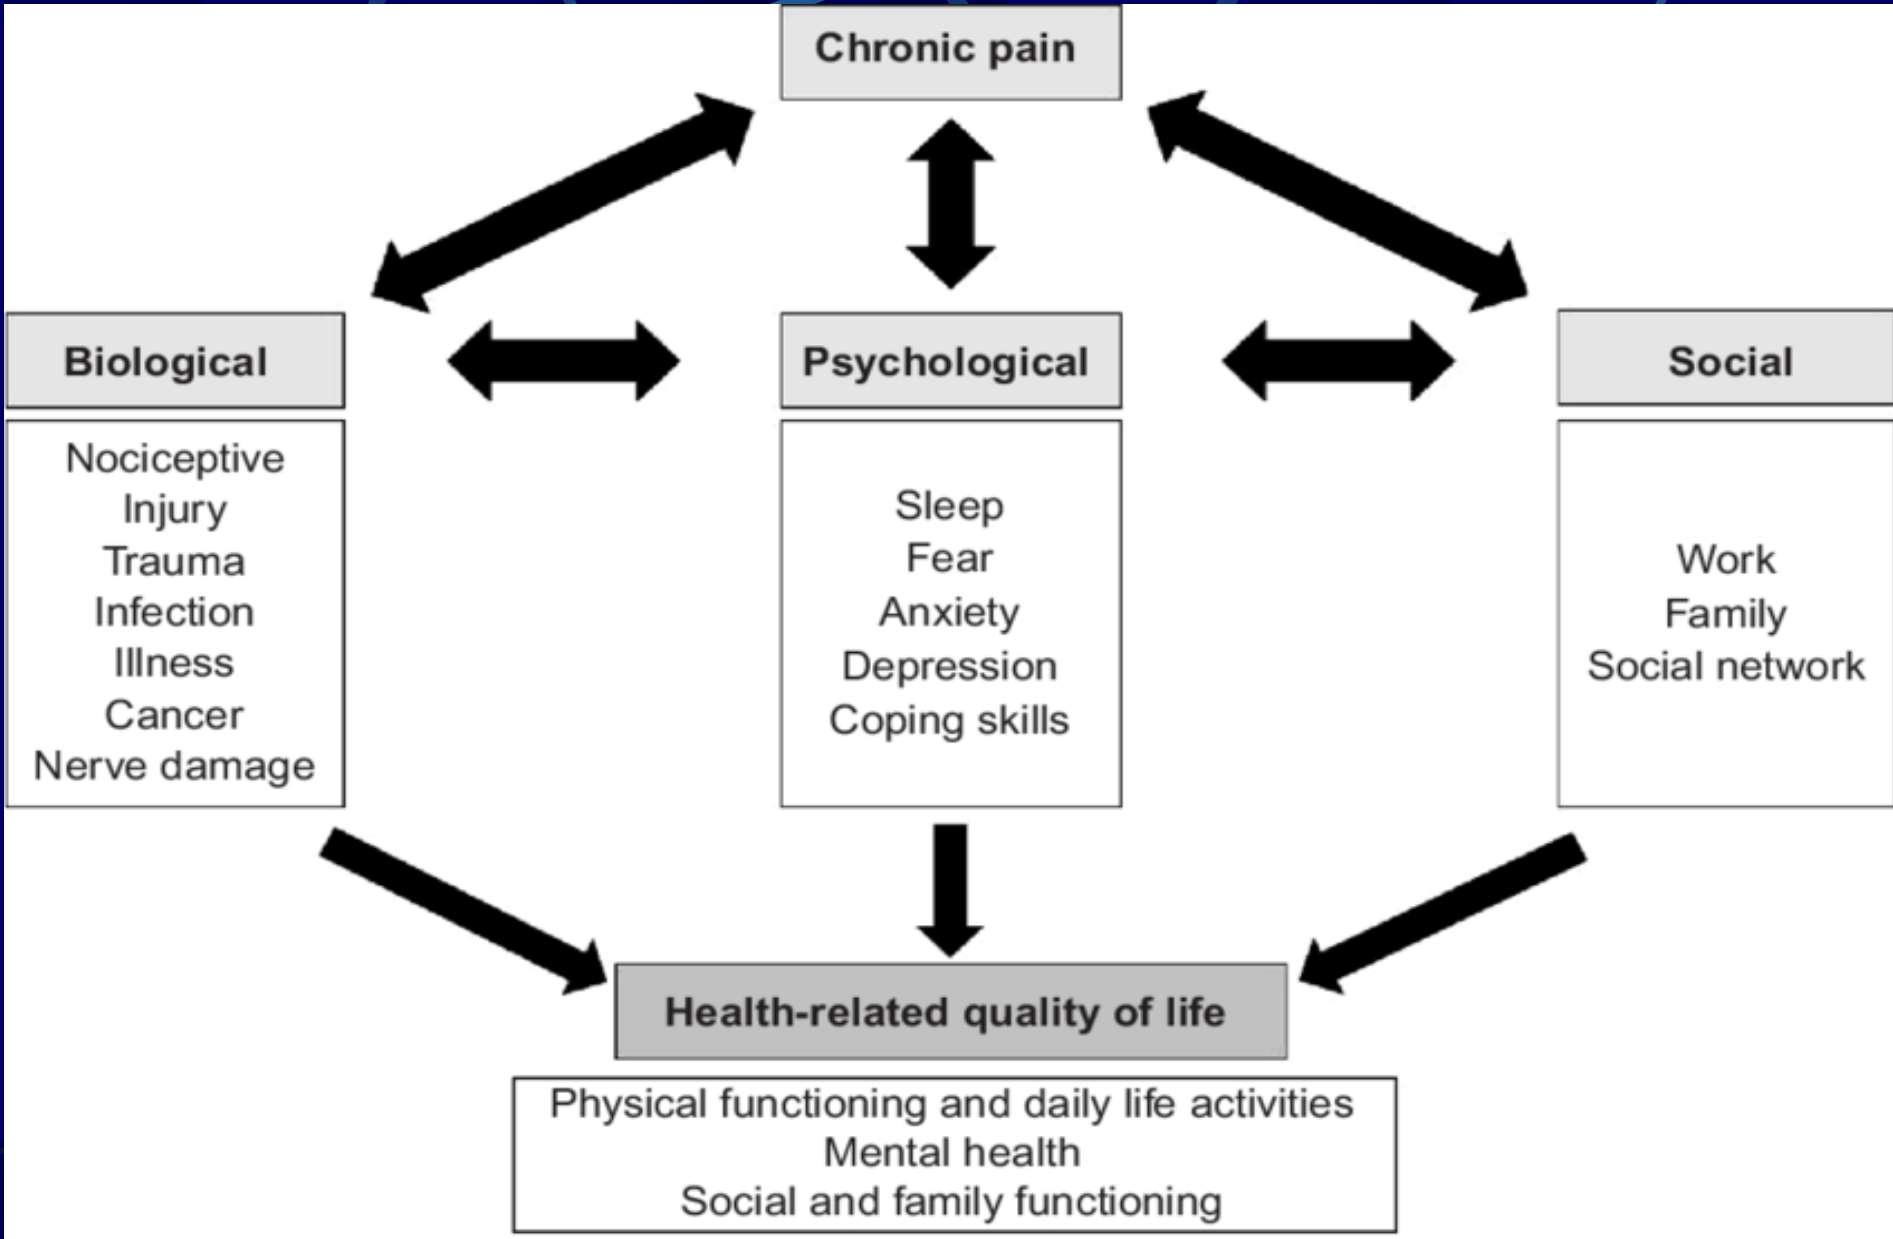 Chronic pain
Biological
Psychological
Social
Nociceptive
Injury
Trauma
Infection
Illness
Cancer
Nerve damage
Sleep
Fear
Anxiety
Depression
Coping skills
Work
Family
Social network
Health-related quality of life
Physical functioning and daily life activities
Mental health
Social and family functioning